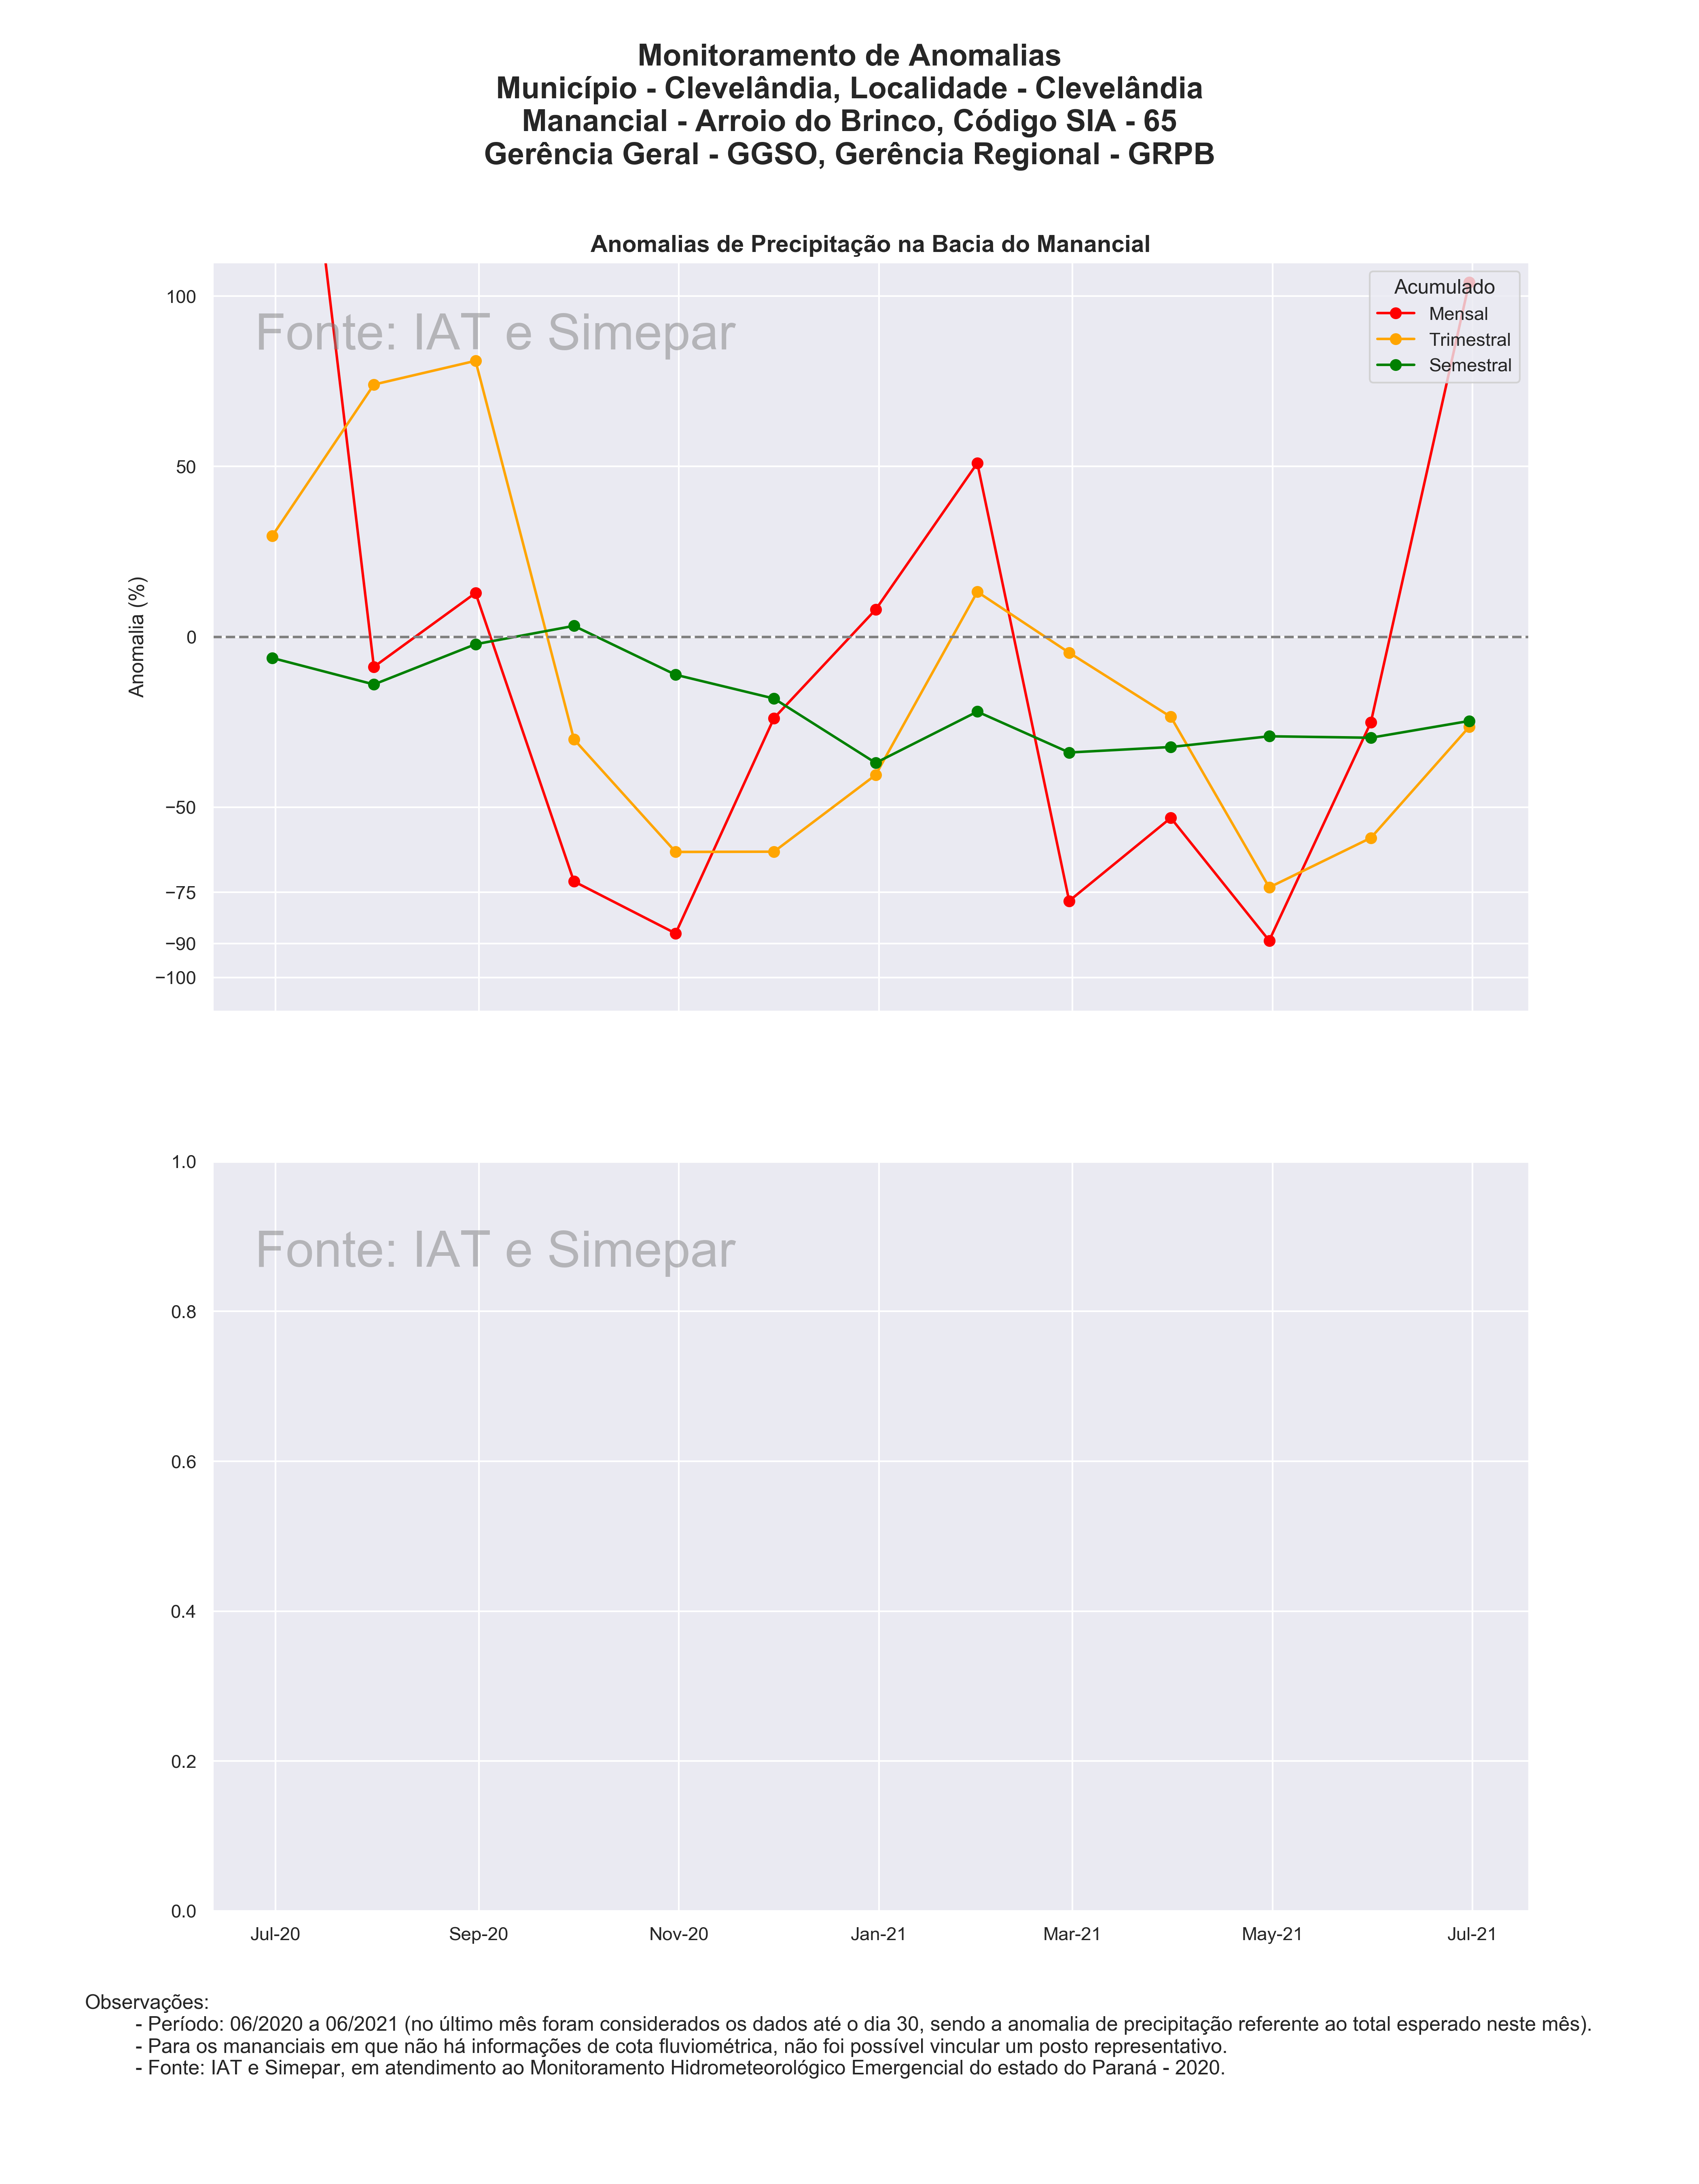 Monitoramento de Anomalias
Município - Clevelândia, Localidade - Clevelândia
Manancial - Arroio do Brinco, Código SIA - 65
Gerência Geral - GGSO, Gerência Regional - GRPB
Anomalias de Precipitação na Bacia do Manancial
Fonte: IAT e Simepar
Acumulado
Mensal
Trimestral
Semestral
Anomalia (%)
100
50
0
−50
−75
−90
−100
Fonte: IAT e Simepar
1.0
0.8
0.6
0.4
0.2
0.0
Jul-20 Sep-20 Nov-20 Jan-21 Mar-21 May-21 Jul-21
Observações:
- Período: 06/2020 a 06/2021 (no último mês foram considerados os dados até o dia 30, sendo a anomalia de precipitação referente ao total esperado neste mês).
- Para os mananciais em que não há informações de cota fluviométrica, não foi possível vincular um posto representativo.
- Fonte: IAT e Simepar, em atendimento ao Monitoramento Hidrometeorológico Emergencial do estado do Paraná - 2020.